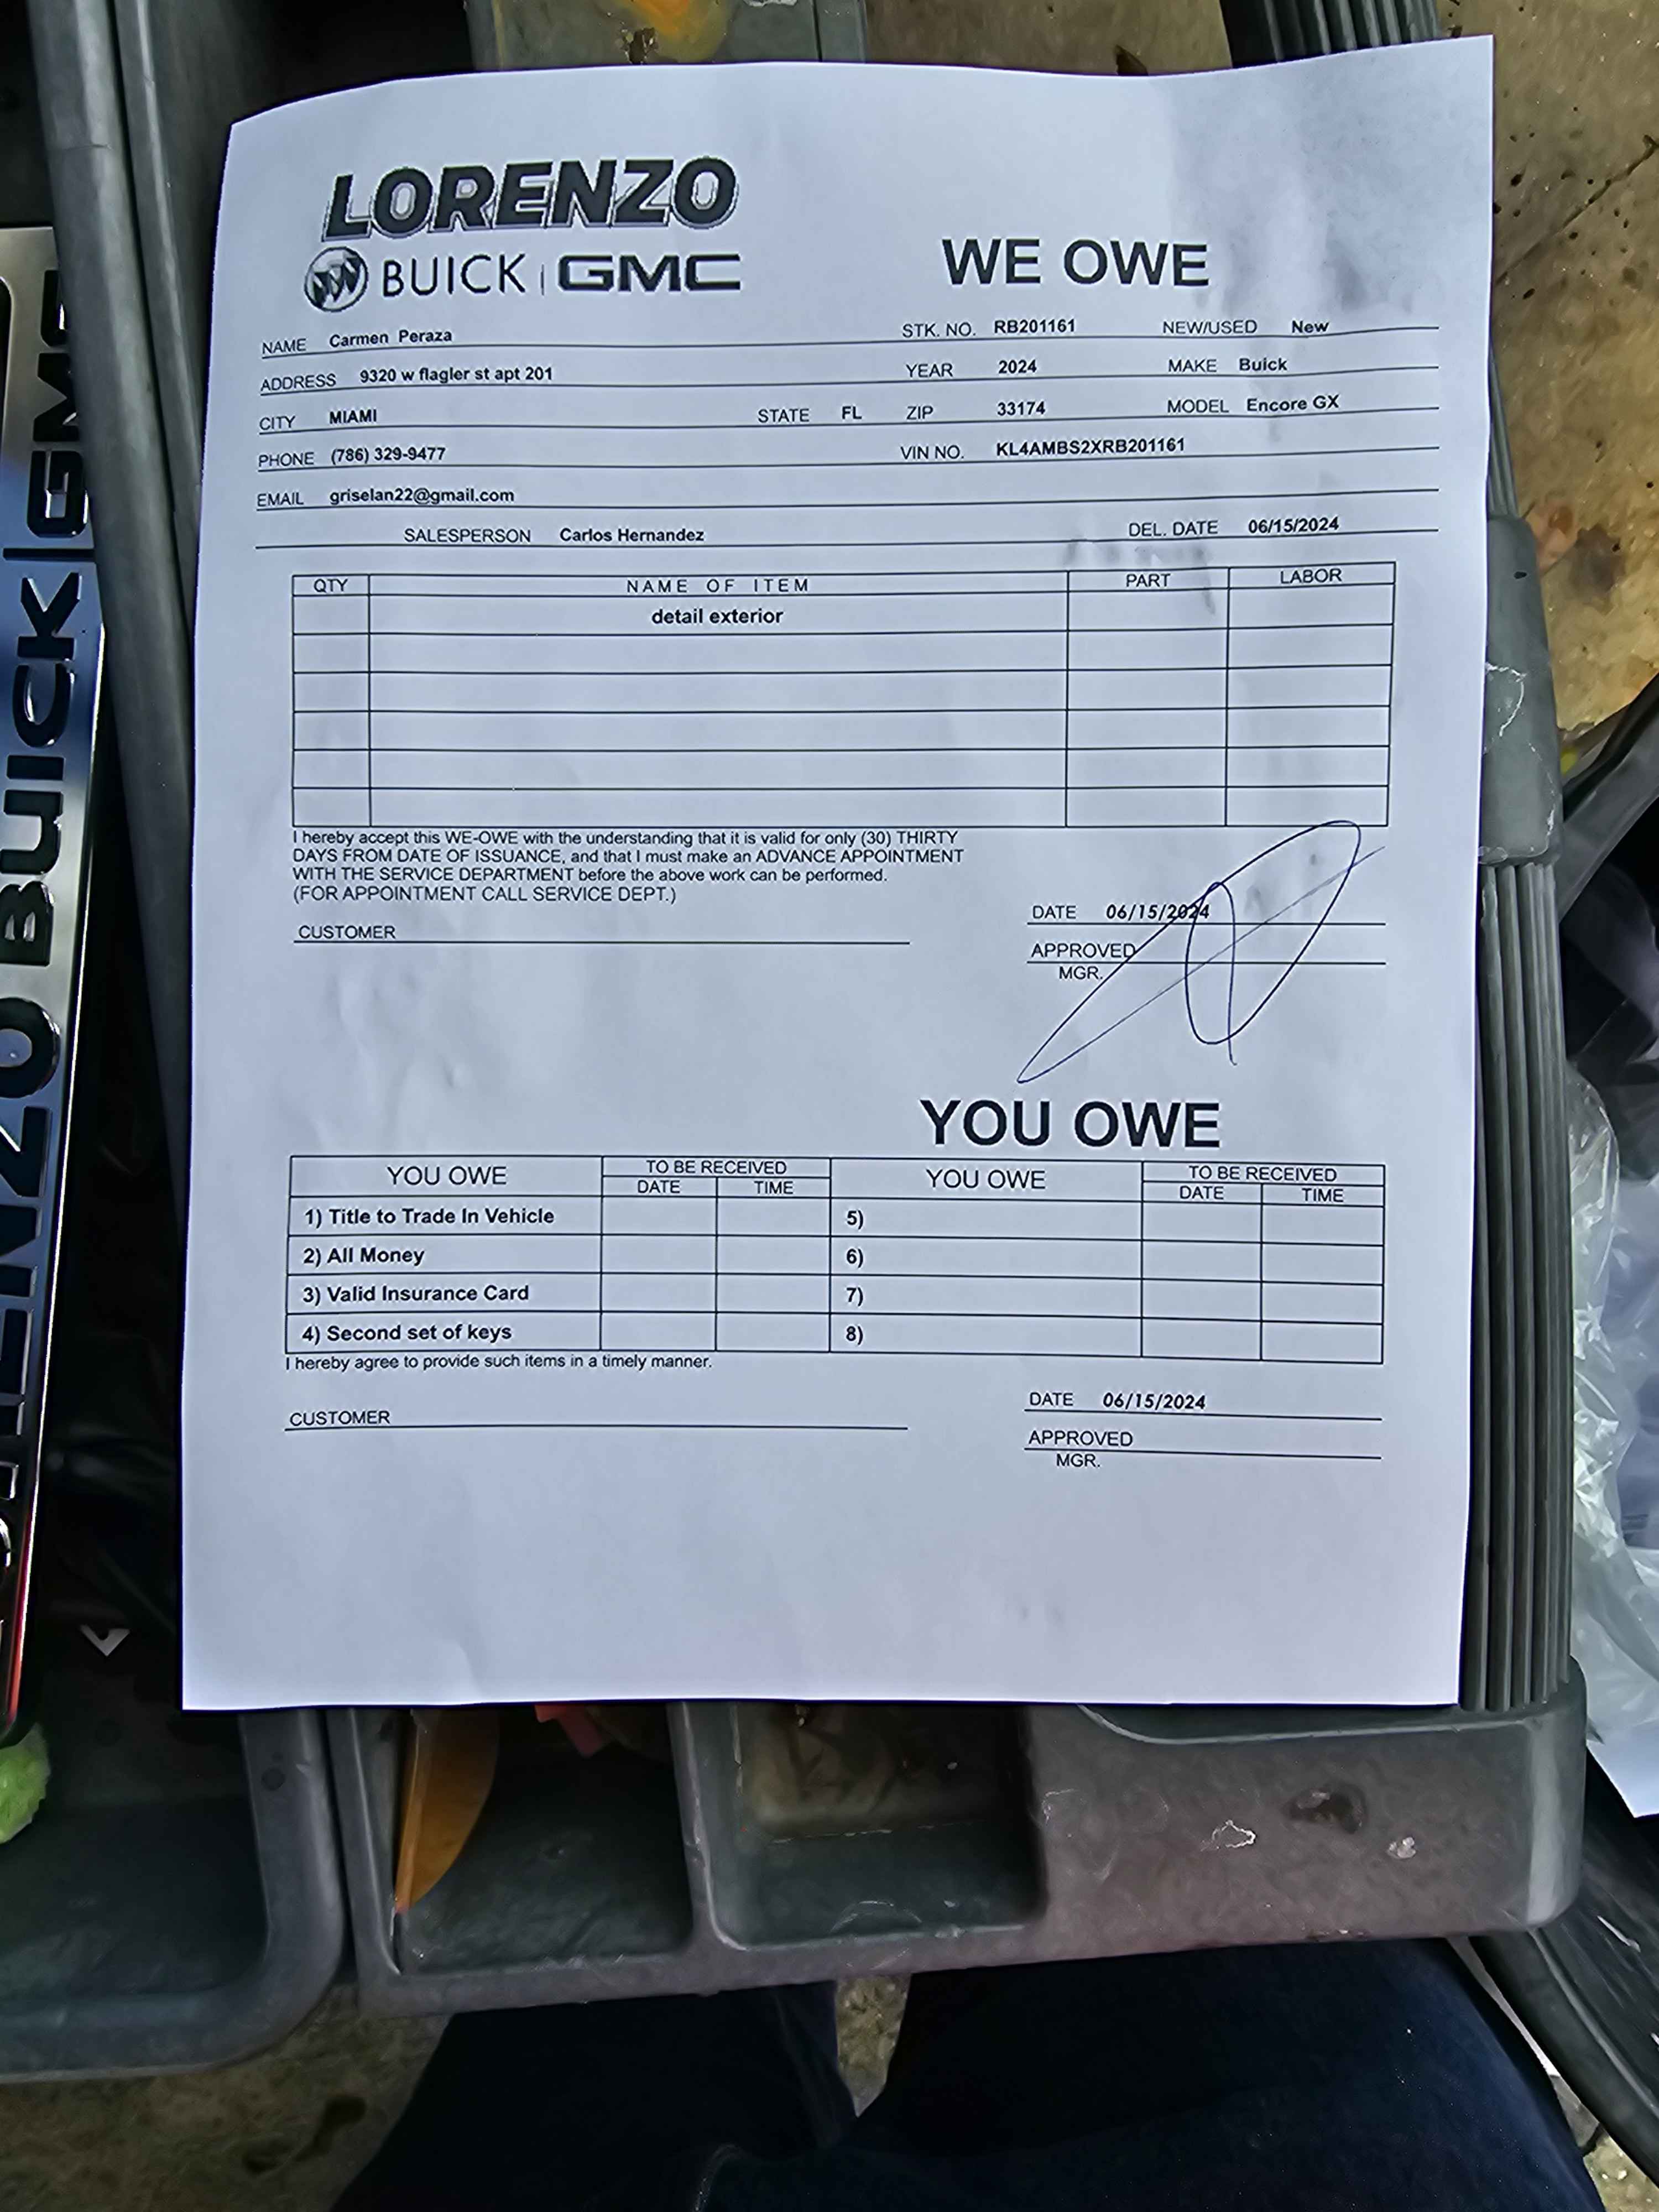 LORENZO
BUICK | GMC
WE OWE
NAME Carmen Peraza STK. NO. RB201161 NEW/USED New
ADDRESS 9320 w flagler st apt 201 YEAR 2024 MAKE Buick
CITY MIAMI STATE FL ZIP 33174 MODEL Encore GX
PHONE (786) 329-9477 VIN NO. KL4AMBS2XRB201161
EMAIL griselan22@gmail.com
SALESPERSON Carlos Hernandez DEL. DATE 06/15/2024
QTY NAME OF ITEM PART LABOR
detail exterior
I hereby accept this WE-OWE with the understanding that it is valid for only (30) THIRTY
DAYS FROM DATE OF ISSUANCE, and that I must make an ADVANCE APPOINTMENT
WITH THE SERVICE DEPARTMENT before the above work can be performed.
(FOR APPOINTMENT CALL SERVICE DEPT.)
DATE 06/15/2024
CUSTOMER
APPROVED
MGR.
YOU OWE
YOU OWE TO BE RECEIVED YOU OWE TO BE RECEIVED
DATE TIME DATE TIME
1) Title to Trade In Vehicle 5)
2) All Money 6)
3) Valid Insurance Card 7)
4) Second set of keys 8)
I hereby agree to provide such items in a timely manner.
DATE 06/15/2024
CUSTOMER
APPROVED
MGR.
LORENZO BUICK|GMC